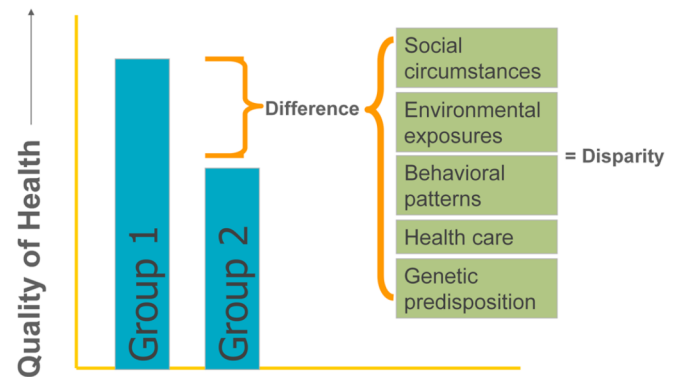 Quality of Health
Group 1
Group 2
Difference
Social
circumstances
Environmental
exposures
Behavioral
patterns
Health care
Genetic
predisposition
= Disparity